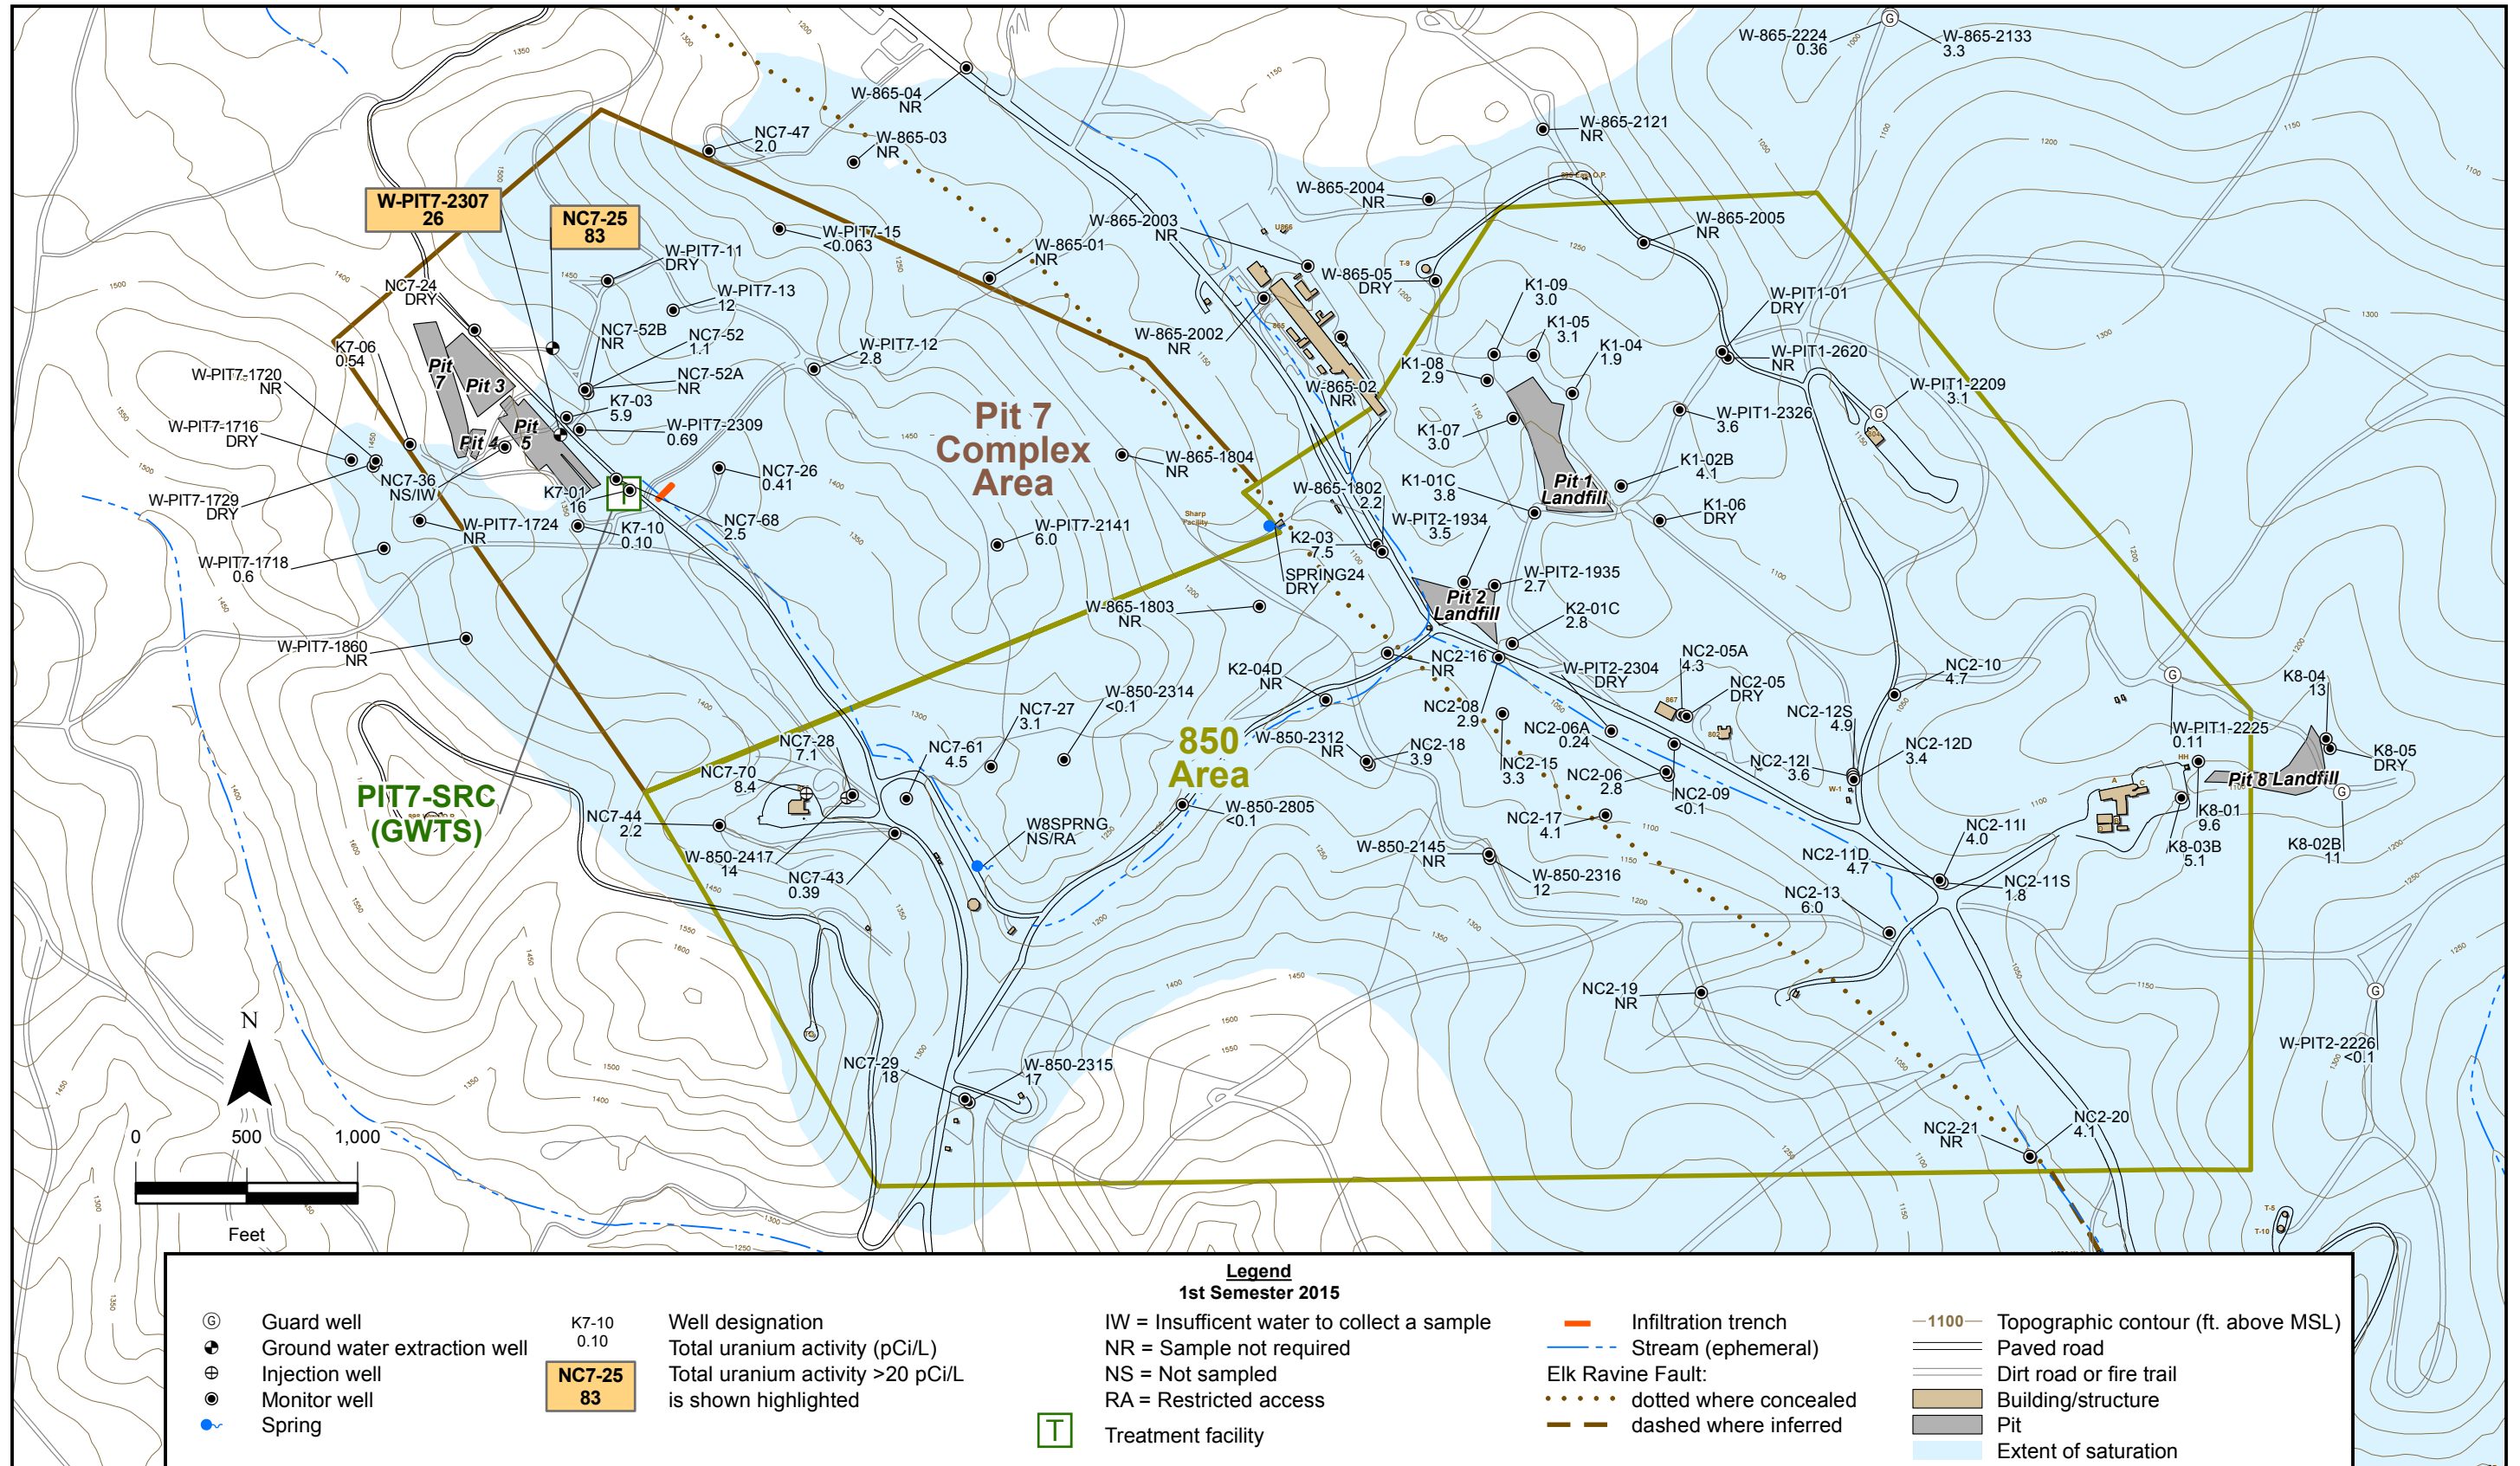 W-865-2224
0.36
W-865-2133
3.3
W-865-04
NR
W-865-03
NR
NC7-47
2.0
W-865-2121
NR
W-865-2004
NR
W-865-2003
NR
W-865-2005
NR
W-PIT7-2307
26
NC7-25
83
W-PIT7-15
<0.063
W-865-01
NR
W-865-05
DRY
W-PIT7-11
DRY
NC7-24
DRY
W-PIT7-13
12
K1-09
3.0
W-PIT1-01
DRY
K1-05
3.1
K1-04
1.9
W-865-2002
NR
NC7-52B
NR
NC7-52
1.1
NC7-52A
NR
W-PIT7-12
2.8
K7-06
0.54
W-PIT1-2620
NR
K1-08
2.9
W-865-02
NR
W-PIT1-2209
3.1
W-PIT7-1720
NR
Pit
7
Pit 3
Pit 4
Pit
5
K7-03
5.9
W-PIT7-2309
0.69
Pit 7
Complex
Area
K1-07
3.0
W-PIT1-2326
3.6
W-PIT7-1716
DRY
W-865-1804
NR
K1-02B
4.1
NC7-36
NS/IW
NC7-26
0.41
K1-01C
3.8
Pit 1
Landfill
W-865-1802
2.2
K7-01
16
T
W-PIT7-1729
DRY
K1-06
DRY
W-PIT7-1724
NR
K7-10
0.10
NC7-68
2.5
W-PIT7-2141
6.0
Sharp
Facility
W-PIT2-1934
3.5
K2-03
7.5
W-PIT7-1718
0.6
SPRING24
DRY
W-PIT2-1935
2.7
Pit 2
Landfill
W-865-1803
NR
K2-01C
2.8
W-PIT7-1860
NR
K2-04D
NR
NC2-16
NR
W-PIT2-2304
DRY
NC2-05A
4.3
NC2-05
DRY
NC2-10
4.7
K8-04
13
W-850-2314
<0.1
NC7-27
3.1
NC2-08
2.9
NC2-12S
4.9
W-PIT1-2225
0.11
NC7-28
7.1
NC7-61
4.5
850
Area
W-850-2312
NR
NC2-18
3.9
NC2-06A
0.24
NC2-12D
3.4
K8-05
DRY
NC7-70
8.4
NC2-15
3.3
NC2-06
2.8
NC2-12I
3.6
Pit 8 Landfill
PIT7-SRC
(GWTS)
NC2-09
<0.1
NC7-44
2.2
W-850-2805
<0.1
NC2-17
4.1
K8-01
9.6
W8SPRNG
NS/RA
NC2-11I
4.0
W-850-2417
14
W-850-2145
NR
NC2-11D
4.7
K8-03B
5.1
K8-02B
11
NC7-43
0.39
W-850-2316
12
NC2-11S
1.8
NC2-13
6.0
NC2-19
NR
W-PIT2-2226
<0.1
NC7-29
18
W-850-2315
17
NC2-21
NR
NC2-20
4.1
N
0 500 1,000
Feet
Legend
1st Semester 2015
G Guard well
Ground water extraction well
Injection well
Monitor well
Spring
K7-10
0.10
Well designation
Total uranium activity (pCi/L)
NC7-25
83
Total uranium activity >20 pCi/L
is shown highlighted
IW = Insufficent water to collect a sample
NR = Sample not required
NS = Not sampled
RA = Restricted access
T Treatment facility
Infiltration trench
Stream (ephemeral)
Elk Ravine Fault:
dotted where concealed
dashed where inferred
1100 Topographic contour (ft. above MSL)
Paved road
Dirt road or fire trail
Building/structure
Pit
Extent of saturation